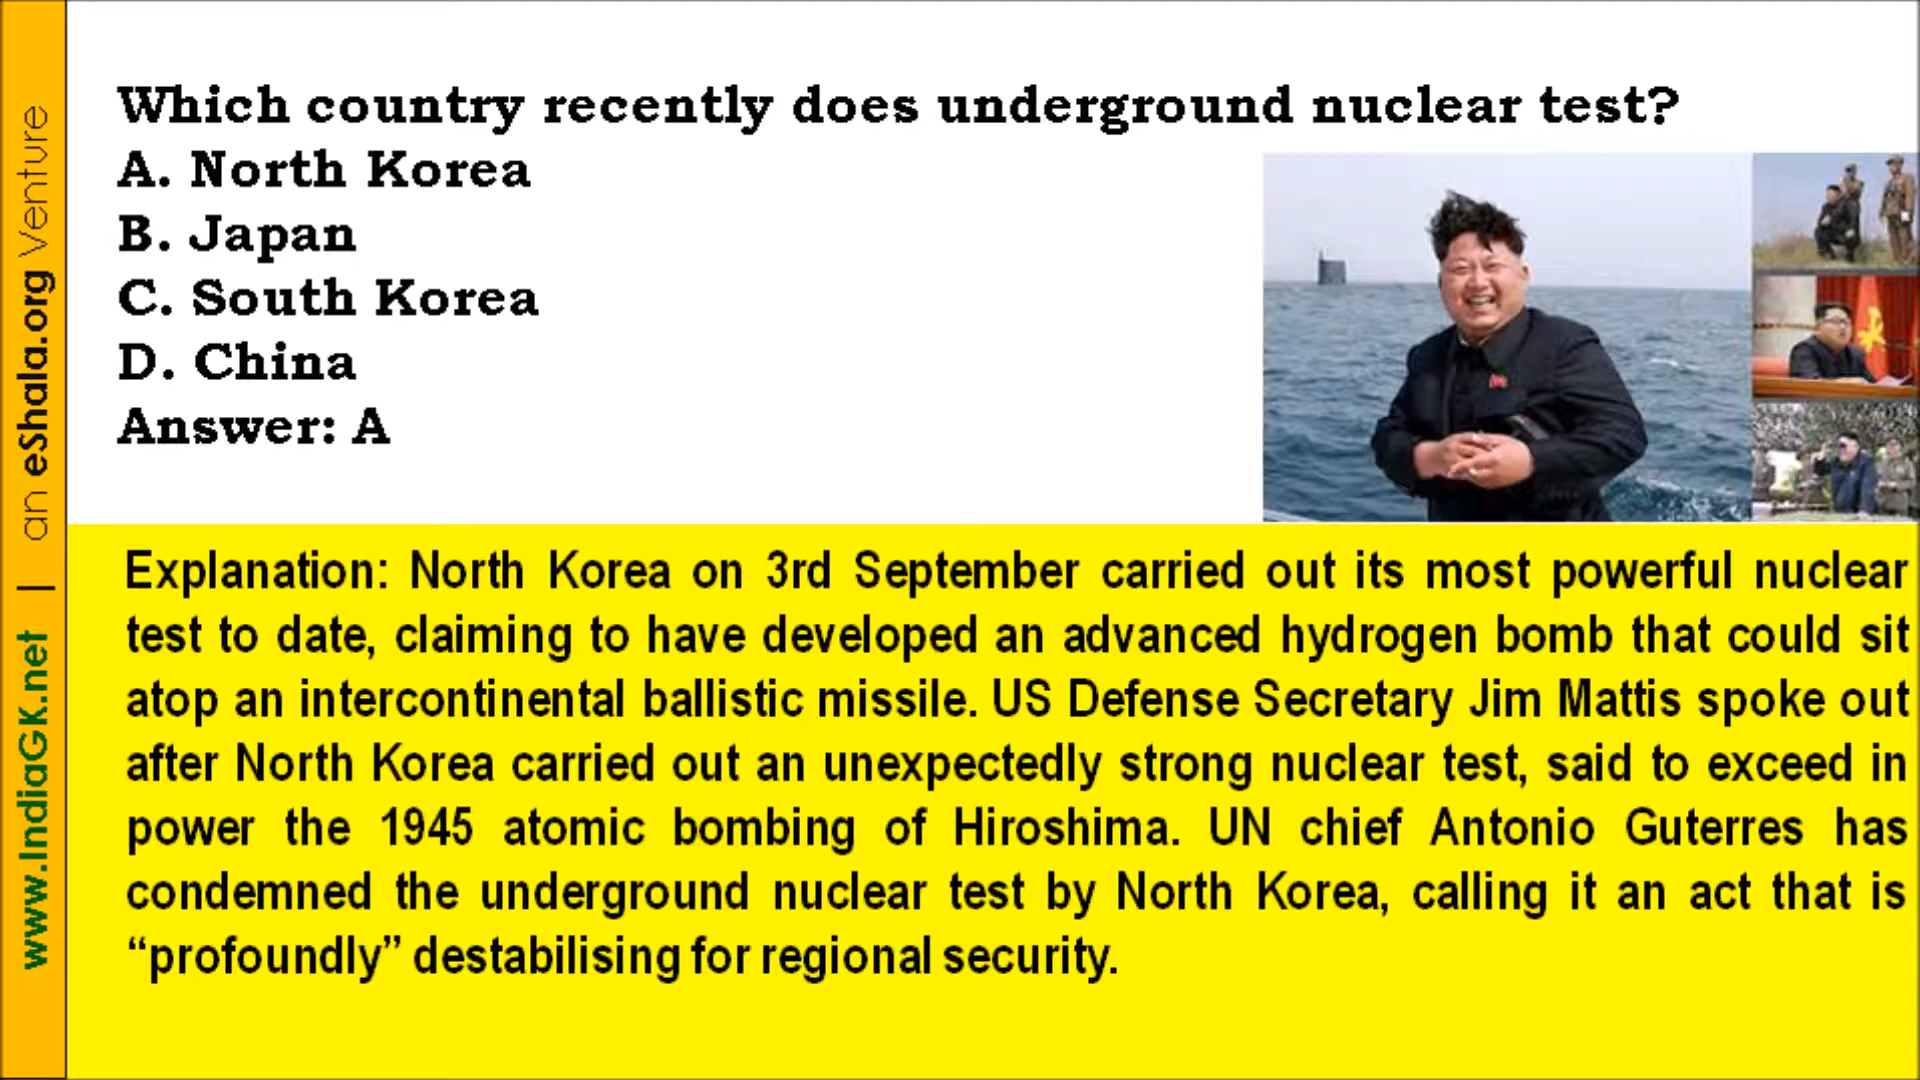 Which country recently does underground nuclear test?
A. North Korea
B. Japan
C. South Korea
D. China
Answer: A
Explanation: North Korea on 3rd September carried out its most powerful nuclear
test to date, claiming to have developed an advanced hydrogen bomb that could sit
atop an intercontinental ballistic missile. US Defense Secretary Jim Mattis spoke out
after North Korea carried out an unexpectedly strong nuclear test, said to exceed in
power the 1945 atomic bombing of Hiroshima. UN chief Antonio Guterres has
condemned the underground nuclear test by North Korea, calling it an act that is
“profoundly” destabilising for regional security.
www.IndiaGK.net | an eShala.org Venture